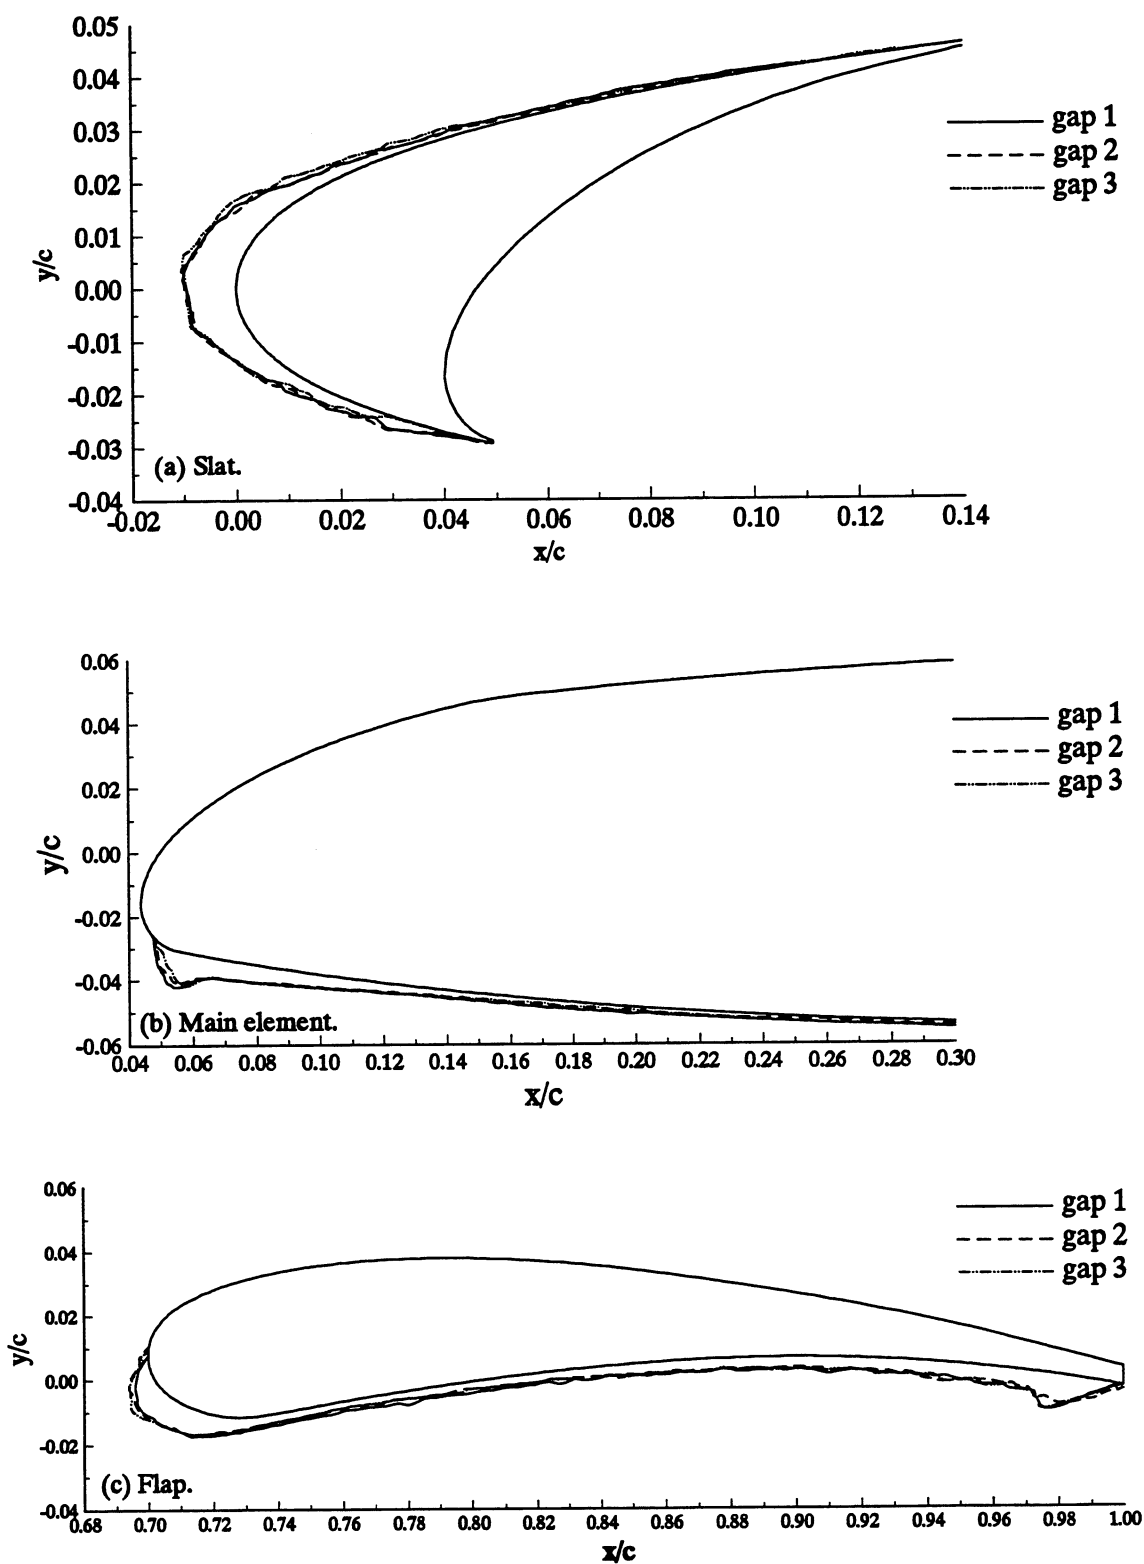 0.05
0.04
0.03
0.02
0.01
0.00
-0.01
-0.02
-0.03
-0.04
y/c
gap 1
gap 2
gap 3
(a) Slat.
-0.02 0.00 0.02 0.04 0.06 0.08 0.10 0.12 0.14
x/c
0.06
0.04
0.02
0.00
-0.02
-0.04
-0.06
y/c
gap 1
gap 2
gap 3
(b) Main element.
0.04 0.06 0.08 0.10 0.12 0.14 0.16 0.18 0.20 0.22 0.24 0.26 0.28 0.30
x/c
0.06
0.04
0.02
0.00
-0.02
-0.04
y/c
gap 1
gap 2
gap 3
(c) Flap.
0.68 0.70 0.72 0.74 0.76 0.78 0.80 0.82 0.84 0.86 0.88 0.90 0.92 0.94 0.96 0.98 1.00
x/c